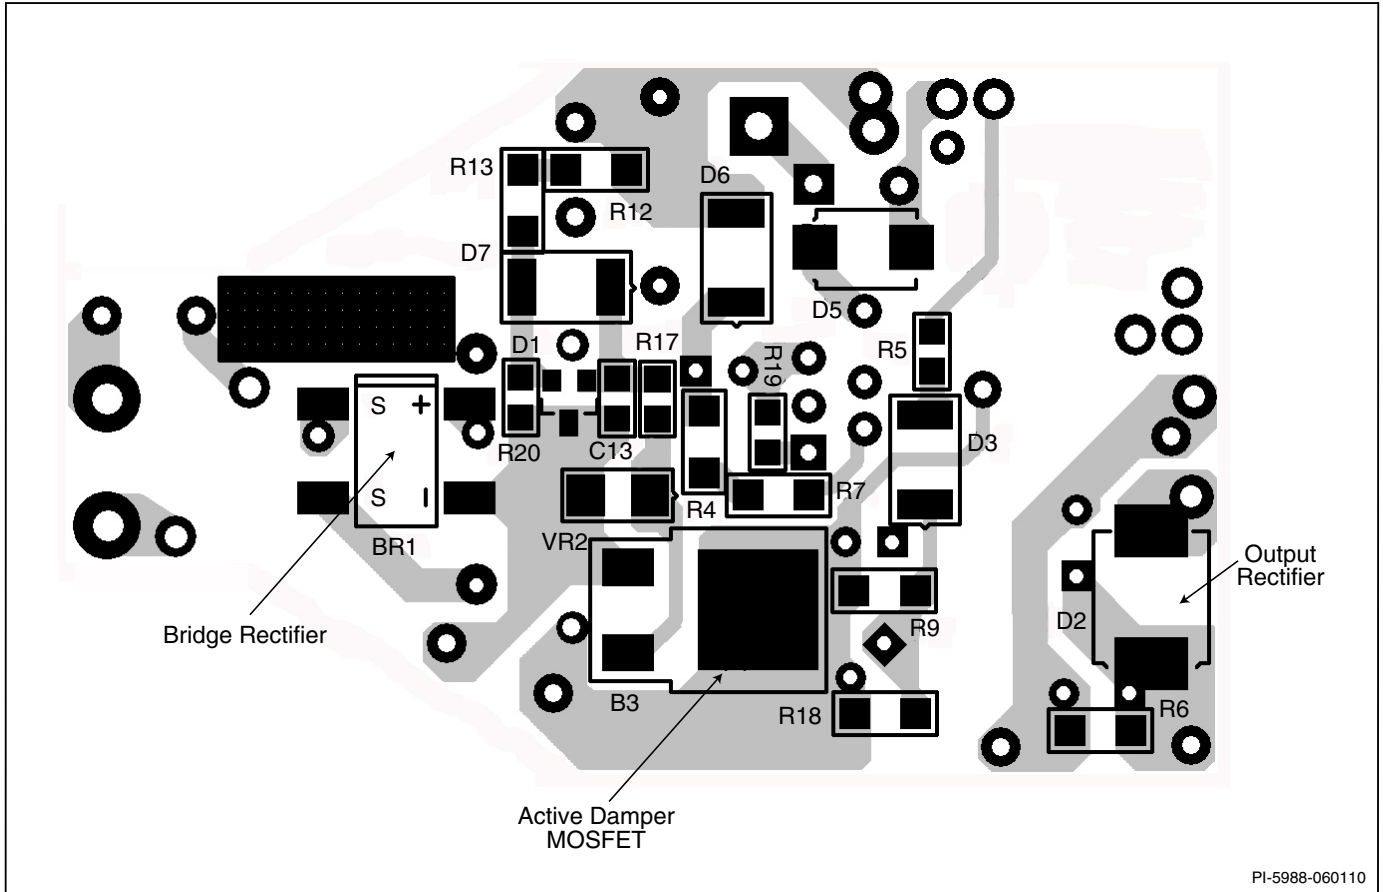 R13
R12
D6
D7
D5
D1
R17
R19
R5
S +
R20
C13
D3
S -
R4
R7
BR1
VR2
Output
Rectifier
D2
R9
Bridge Rectifier
B3
R18
R6
Active Damper
MOSFET
PI-5988-060110